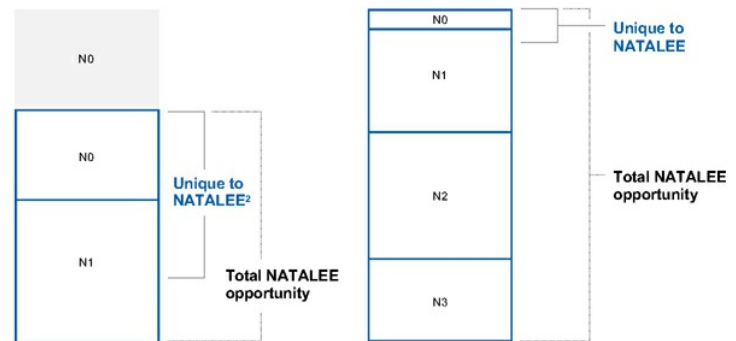 N0
N0
N1
Unique to
NATALEE²
Total NATALEE
opportunity
N0
N1
N2
N3
Unique to
NATALEE
Total NATALEE
opportunity